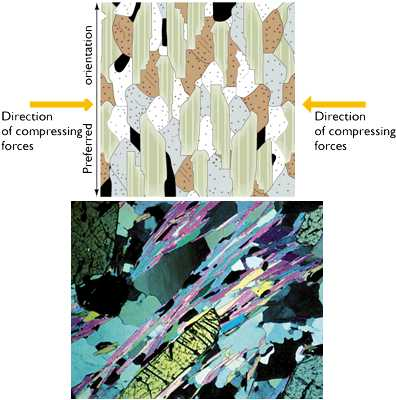 Preferred orientation
Direction
of compressing
forces
Direction
of compressing
forces